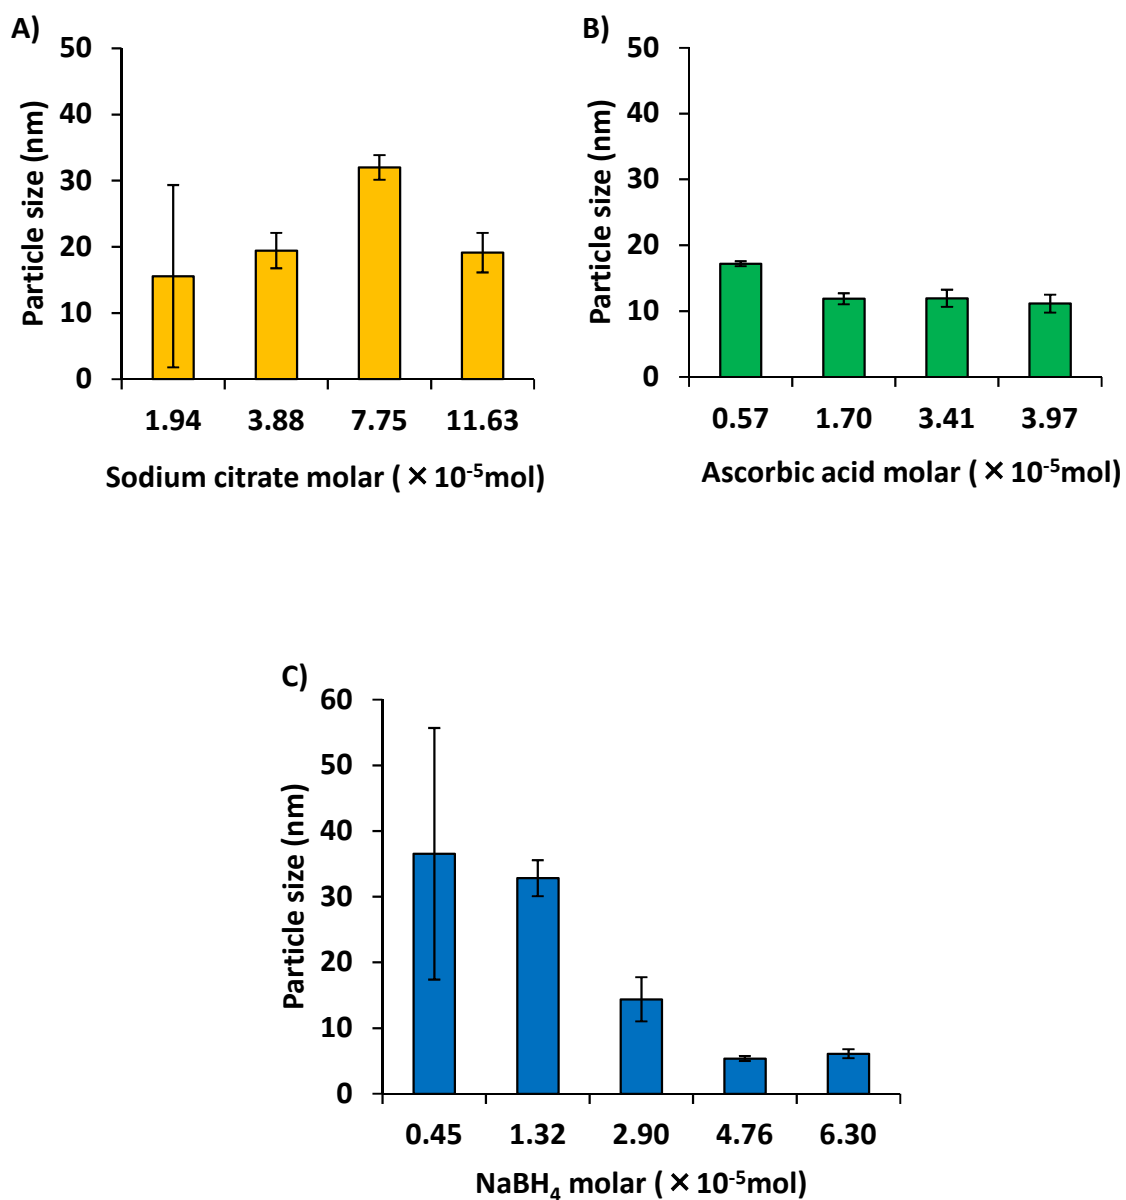 A)
Particle size (nm)
50
40
30
20
10
0
1.94 3.88 7.75 11.63
Sodium citrate molar ( × 10⁻⁵mol)
B)
Particle size (nm)
50
40
30
20
10
0
0.57 1.70 3.41 3.97
Ascorbic acid molar ( × 10⁻⁵mol)
C)
Particle size (nm)
60
50
40
30
20
10
0
0.45 1.32 2.90 4.76 6.30
NaBH₄ molar ( × 10⁻⁵mol)